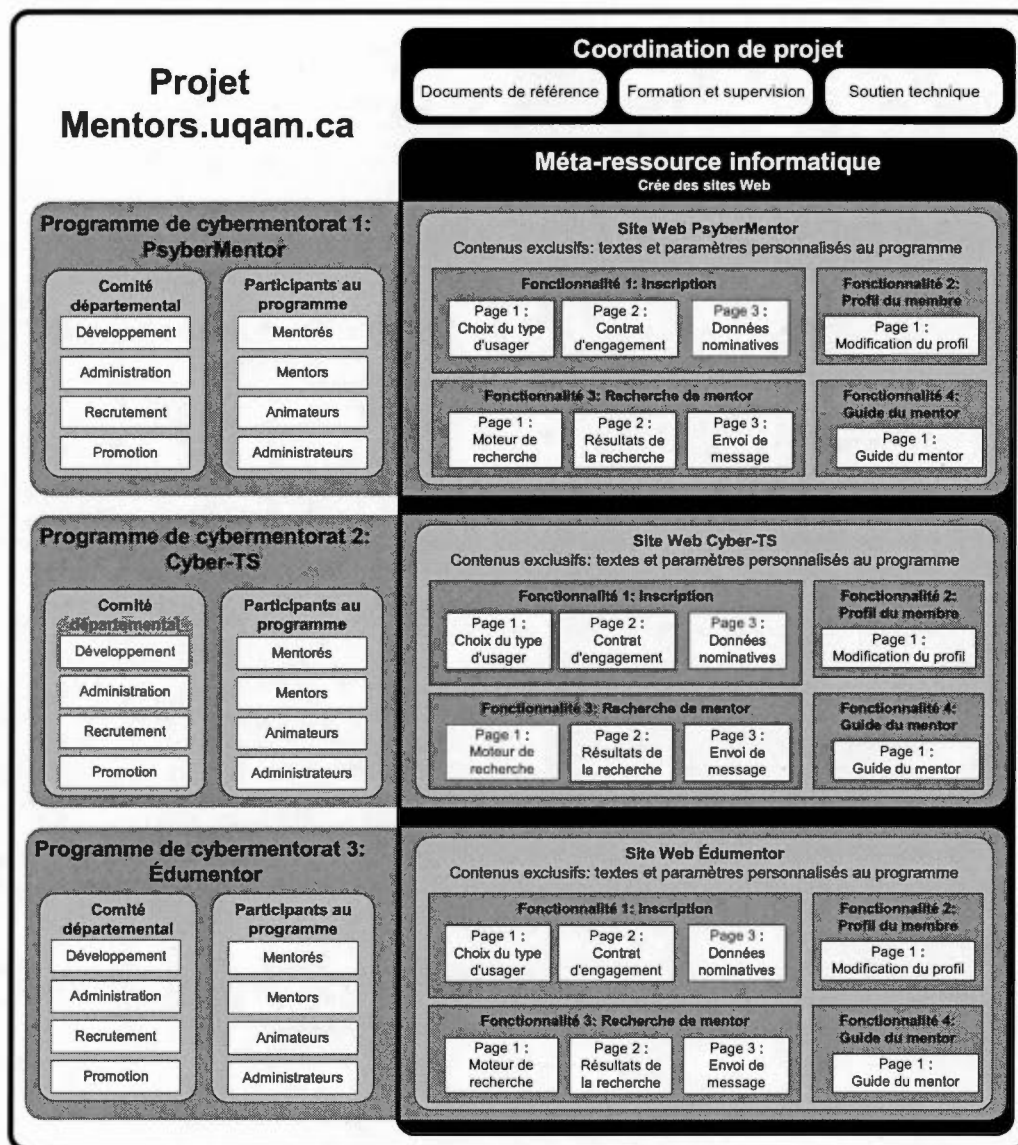 Projet
Mentors.uqam.ca
Coordination de projet
Documents de référence
Formation et supervision
Soutien technique
Méta-ressource informatique
Crée des sites Web
Programme de cybermentorat 1:
PsyberMentor
Comité
départemental
Développement
Administration
Recrutement
Promotion
Participants au
programme
Mentorés
Mentors
Animateurs
Administrateurs
Site Web PsyberMentor
Contenus exclusifs: textes et paramètres personnalisés au programme
Fonctionnalité 1: Inscription
Page 1 :
Choix du type
d'usager
Page 2 :
Contrat
d'engagement
Page 3 :
Données
nominatives
Fonctionnalité 2:
Profil du membre
Page 1 :
Modification du profil
Fonctionnalité 3: Recherche de mentor
Page 1 :
Moteur de
recherche
Page 2 :
Résultats de
la recherche
Page 3 :
Envoi de
message
Fonctionnalité 4:
Guide du mentor
Page 1 :
Guide du mentor
Programme de cybermentorat 2:
Cyber-TS
Comité
départemental
Développement
Administration
Recrutement
Promotion
Participants au
programme
Mentorés
Mentors
Animateurs
Administrateurs
Site Web Cyber-TS
Contenus exclusifs: textes et paramètres personnalisés au programme
Fonctionnalité 1: Inscription
Page 1 :
Choix du type
d'usager
Page 2 :
Contrat
d'engagement
Page 3 :
Données
nominatives
Fonctionnalité 2:
Profil du membre
Page 1 :
Modification du profil
Fonctionnalité 3: Recherche de mentor
Page 1 :
Moteur de
recherche
Page 2 :
Résultats de
la recherche
Page 3 :
Envoi de
message
Fonctionnalité 4:
Guide du mentor
Page 1 :
Guide du mentor
Programme de cybermentorat 3:
Édumentor
Comité
départemental
Développement
Administration
Recrutement
Promotion
Participants au
programme
Mentorés
Mentors
Animateurs
Administrateurs
Site Web Édumentor
Contenus exclusifs: textes et paramètres personnalisés au programme
Fonctionnalité 1: Inscription
Page 1 :
Choix du type
d'usager
Page 2 :
Contrat
d'engagement
Page 3 :
Données
nominatives
Fonctionnalité 2:
Profil du membre
Page 1 :
Modification du profil
Fonctionnalité 3: Recherche de mentor
Page 1 :
Moteur de
recherche
Page 2 :
Résultats de
la recherche
Page 3 :
Envoi de
message
Fonctionnalité 4:
Guide du mentor
Page 1 :
Guide du mentor